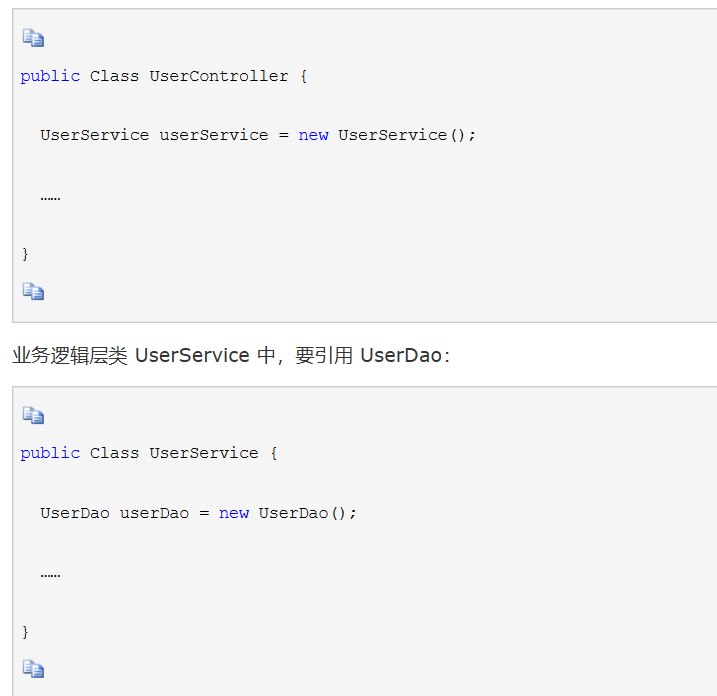 public Class UserController {
UserService userService = new UserService();
……
}
业务逻辑层类 UserService 中，要引用 UserDao：
public Class UserService {
UserDao userDao = new UserDao();
……
}